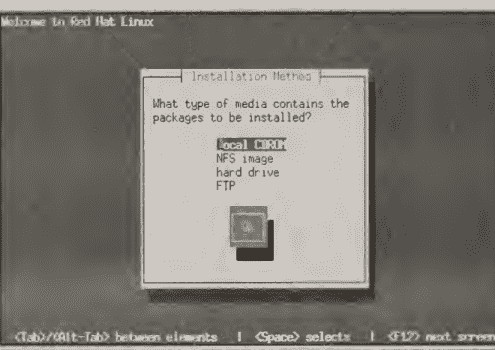 Welcome to Red Hat Linux
Installation Method
What type of media contains the
packages to be installed?
Local CDROM
NFS image
hard drive
FTP
<Tab>/<Alt-Tab> between elements | <Space> selects | <F12> next screen